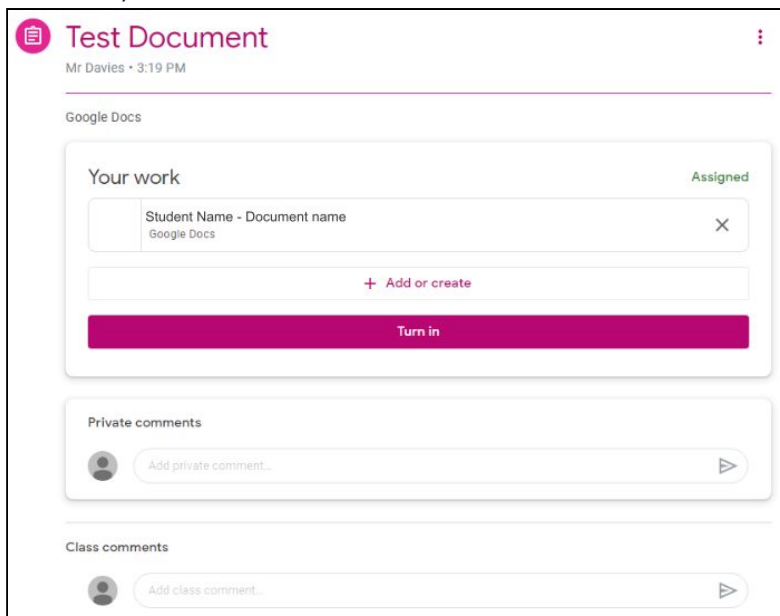 Test Document
Mr Davies • 3:19 PM
Google Docs
Your work
Assigned
Student Name - Document name
Google Docs
+ Add or create
Turn in
Private comments
Add private comment...
Class comments
Add class comment...